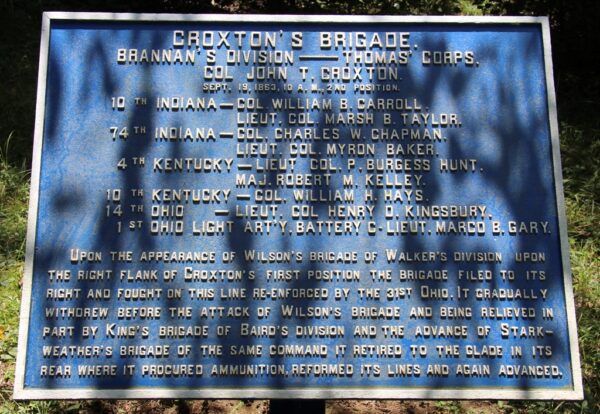 CROXTON'S BRIGADE.
BRANNAN'S DIVISION — THOMAS' CORPS.
COL JOHN T. CROXTON.
SEPT. 19, 1863, 10 A.M., 2ND POSITION.
10TH INDIANA — COL. WILLIAM B. CARROLL.
LIEUT. COL. MARSH B. TAYLOR.
74TH INDIANA — COL. CHARLES W. CHAPMAN.
LIEUT. COL. MYRON BAKER.
4TH KENTUCKY — LIEUT COL. P. BURGESS HUNT.
MAJ. ROBERT M. KELLEY.
10TH KENTUCKY — COL. WILLIAM H. HAYS.
14TH OHIO — LIEUT. COL HENRY D. KINGSBURY.
1ST OHIO LIGHT ART'Y. BATTERY C - LIEUT. MARCO B. GARY.
UPON THE APPEARANCE OF WILSON'S BRIGADE OF WALKER'S DIVISION UPON
THE RIGHT FLANK OF CROXTON'S FIRST POSITION THE BRIGADE FILED TO ITS
RIGHT AND FOUGHT ON THIS LINE RE-ENFORCED BY THE 31ST OHIO. IT GRADUALLY
WITHDREW BEFORE THE ATTACK OF WILSON'S BRIGADE AND BEING RELIEVED IN
PART BY KING'S BRIGADE OF BAIRD'S DIVISION AND THE ADVANCE OF STARK-
WEATHER'S BRIGADE OF THE SAME COMMAND IT RETIRED TO THE GLADE IN ITS
REAR WHERE IT PROCURED AMMUNITION, REFORMED ITS LINES AND AGAIN ADVANCED.